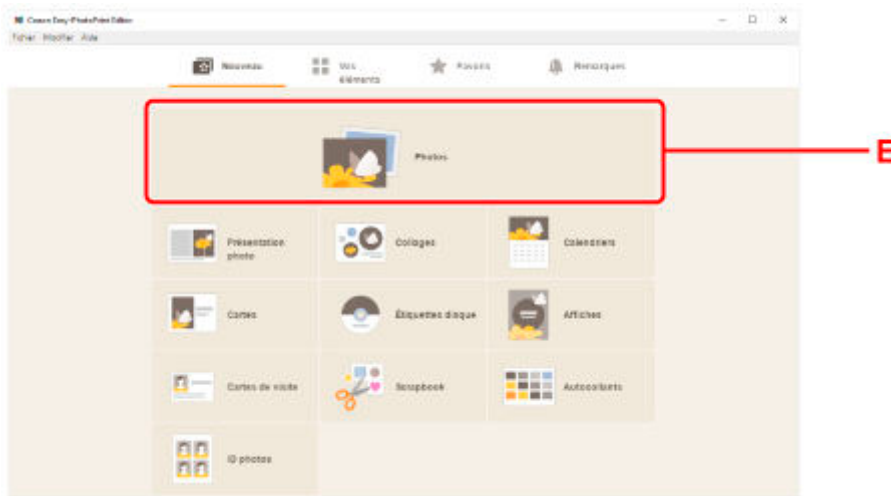 Canon Easy-PhotoPrint Editor
Fichier Modifier Aide
Nouveau
Vos
éléments
Favoris
Remarques
Photos
E
Présentation
photo
Collages
Calendriers
Cartes
Étiquettes disque
Affiches
Cartes de visite
Scrapbook
Autocollants
ID photos